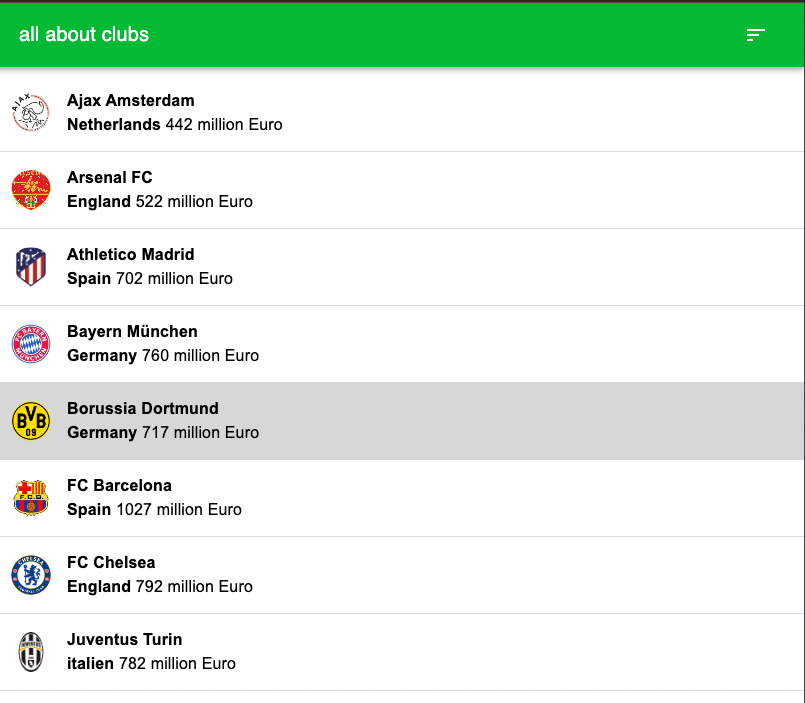 all about clubs
AJAX
Ajax Amsterdam
Netherlands 442 million Euro
Arsenal FC
England 522 million Euro
Athletico Madrid
Spain 702 million Euro
FC BAYERN
MÜNCHEN
Bayern München
Germany 760 million Euro
BVB
09
Borussia Dortmund
Germany 717 million Euro
F.C.B.
FC Barcelona
Spain 1027 million Euro
CHELSEA
FC Chelsea
England 792 million Euro
JUVENTUS
Juventus Turin
italien 782 million Euro